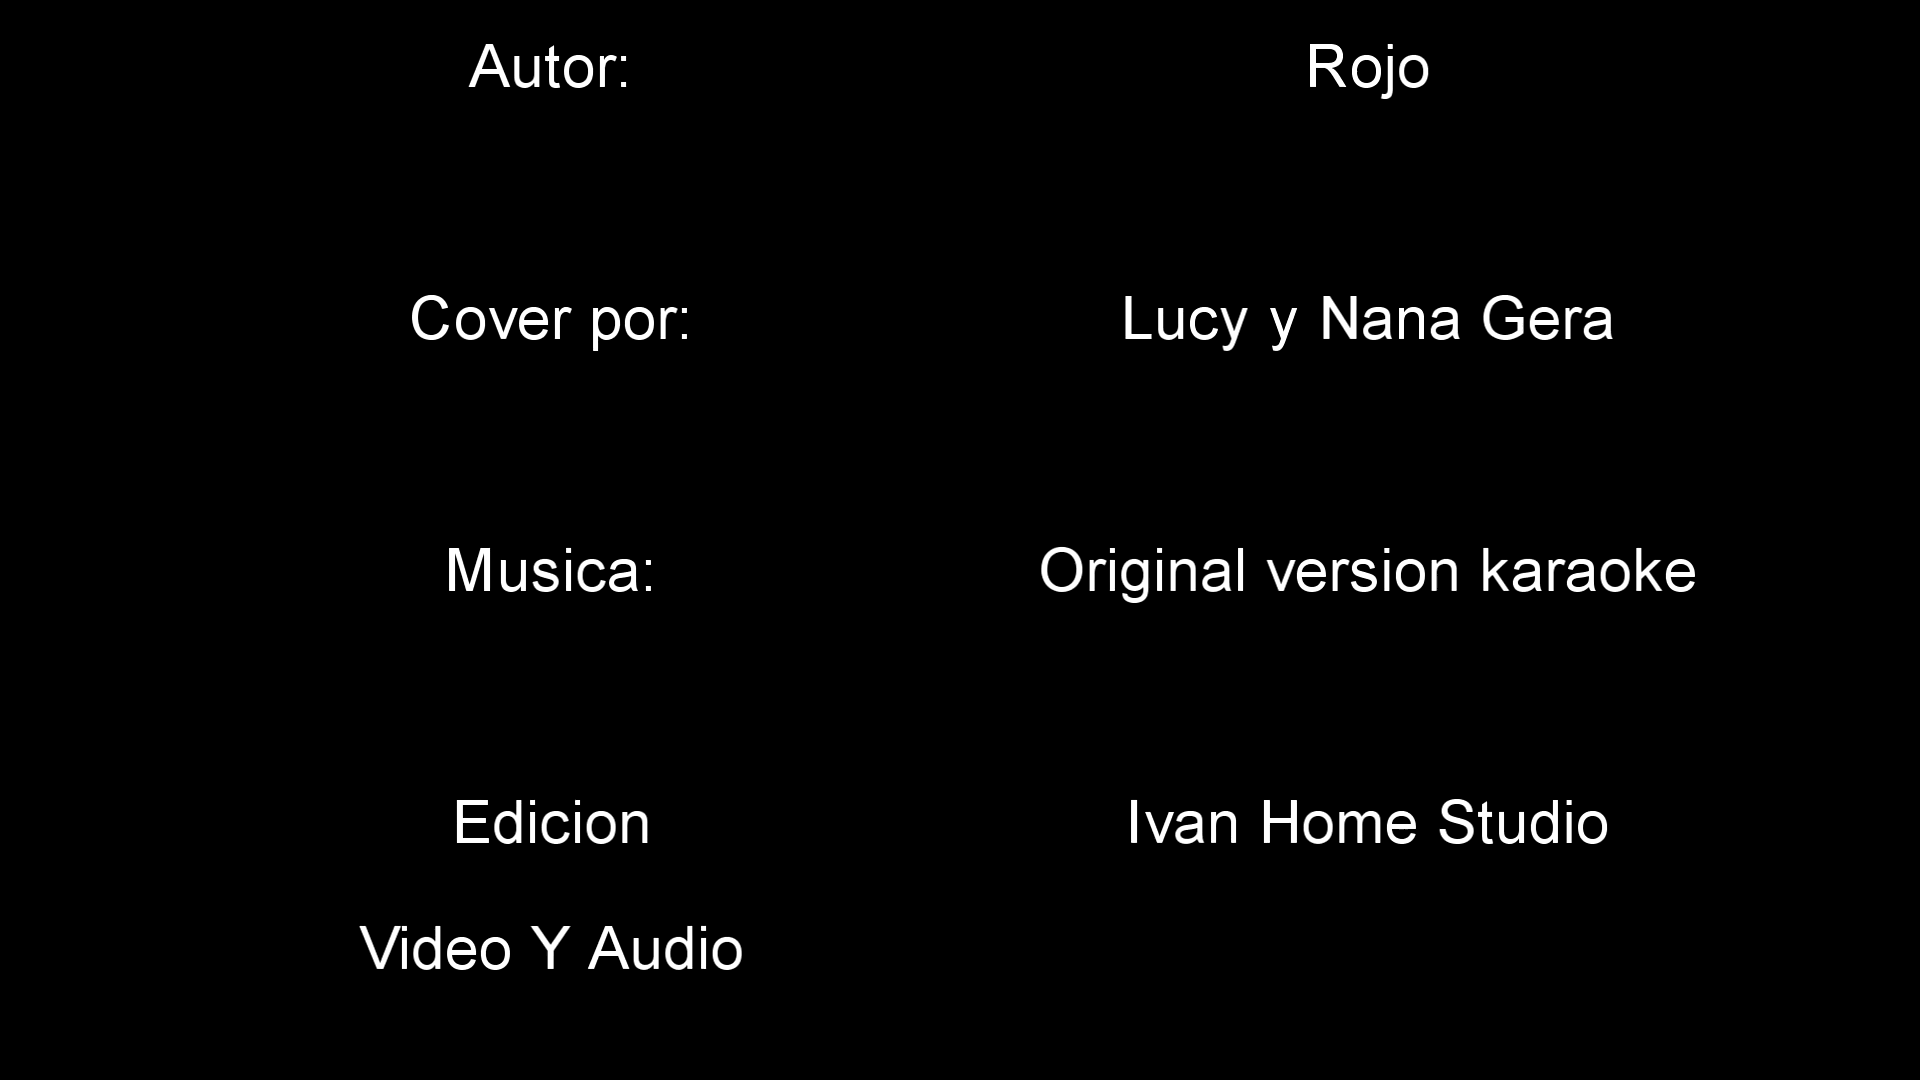 Autor: Rojo
Cover por: Lucy y Nana Gera
Musica: Original version karaoke
Edicion Ivan Home Studio
Video Y Audio